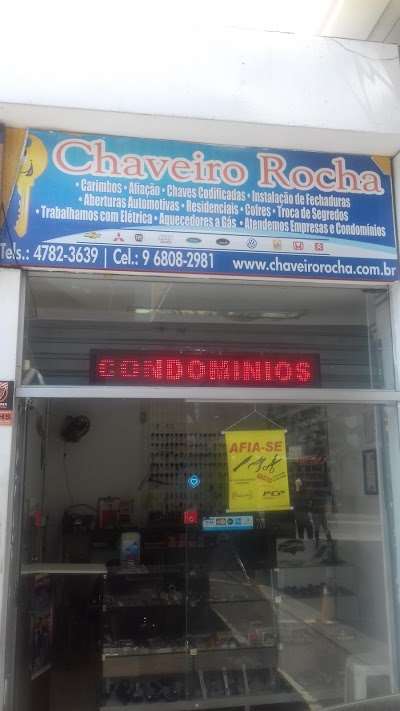 Chaveiro Rocha
• Carimbos • Afiação • Chaves Codificadas • Instalação de Fechaduras
• Aberturas Automotivas • Residenciais • Cofres • Troca de Segredos
• Trabalhamos com Elétrica • Aquecedores a Gás • Atendemos Empresas e Condomínios
Tels.: 4782-3639 | Cel.: 9 6808-2981 www.chaveirorocha.com.br
CONDOMINIOS
AFIA-SE